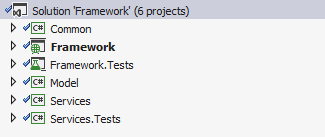 Solution 'Framework' (6 projects)
C# Common
Framework
Framework.Tests
C# Model
C# Services
C# Services.Tests